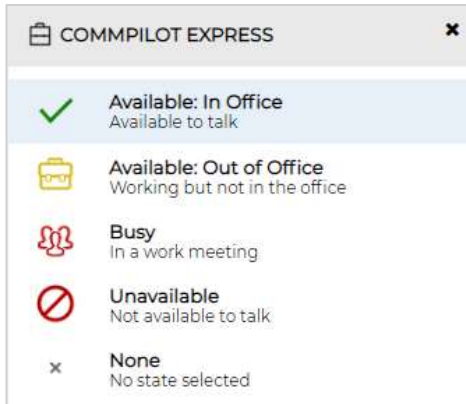 COMMPILOT EXPRESS
Available: In Office
Available to talk
Available: Out of Office
Working but not in the office
Busy
In a work meeting
Unavailable
Not available to talk
None
No state selected